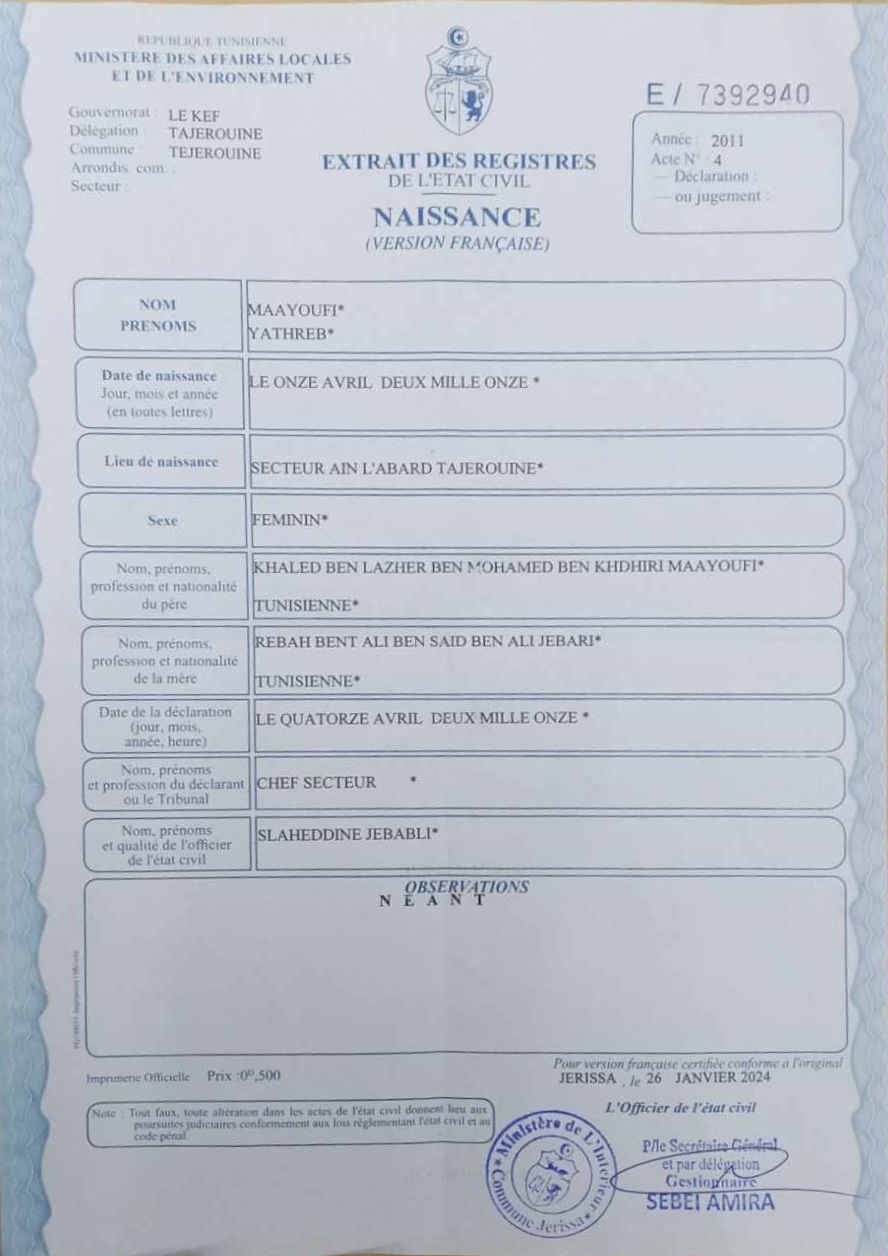 REPUBLIQUE TUNISIENNE
MINISTERE DES AFFAIRES LOCALES
ET DE L'ENVIRONNEMENT
Gouvernorat : LE KEF
Délégation : TAJEROUINE
Commune : TEJEROUINE
Arrondis. com. :
Secteur :
E / 7392940
Année : 2011
Acte N° : 4
— Déclaration :
— ou jugement :
EXTRAIT DES REGISTRES
DE L'ETAT CIVIL
NAISSANCE
(VERSION FRANÇAISE)
NOM
PRENOMS
MAAYOUFI*
YATHREB*
Date de naissance
Jour, mois et année
(en toutes lettres)
LE ONZE AVRIL DEUX MILLE ONZE *
Lieu de naissance
SECTEUR AIN L'ABARD TAJEROUINE*
Sexe
FEMININ*
Nom, prénoms,
profession et nationalité
du père
KHALED BEN LAZHER BEN MOHAMED BEN KHDHIRI MAAYOUFI*
TUNISIENNE*
Nom, prénoms,
profession et nationalité
de la mère
REBAH BENT ALI BEN SAID BEN ALI JEBARI*
TUNISIENNE*
Date de la déclaration
(jour, mois,
année, heure)
LE QUATORZE AVRIL DEUX MILLE ONZE *
Nom, prénoms
et profession du déclarant
ou le Tribunal
CHEF SECTEUR *
Nom, prénoms
et qualité de l'officier
de l'état civil
SLAHEDDINE JEBABLI*
OBSERVATIONS
N E A N T
Imprimerie Officielle Prix :0ᴰ,500
Pour version française certifiée conforme à l'original
JERISSA , le 26 JANVIER 2024
Note : Tout faux, toute altération dans les actes de l'état civil donnent lieu aux
poursuites judiciaires conformement aux lois réglementant l'état civil et au
code pénal.
L'Officier de l'état civil
P/le Secrétaire Général
et par délégation
Gestionnaire
SEBEI AMIRA
Ministère de L'Interieur
Commune Jerissa